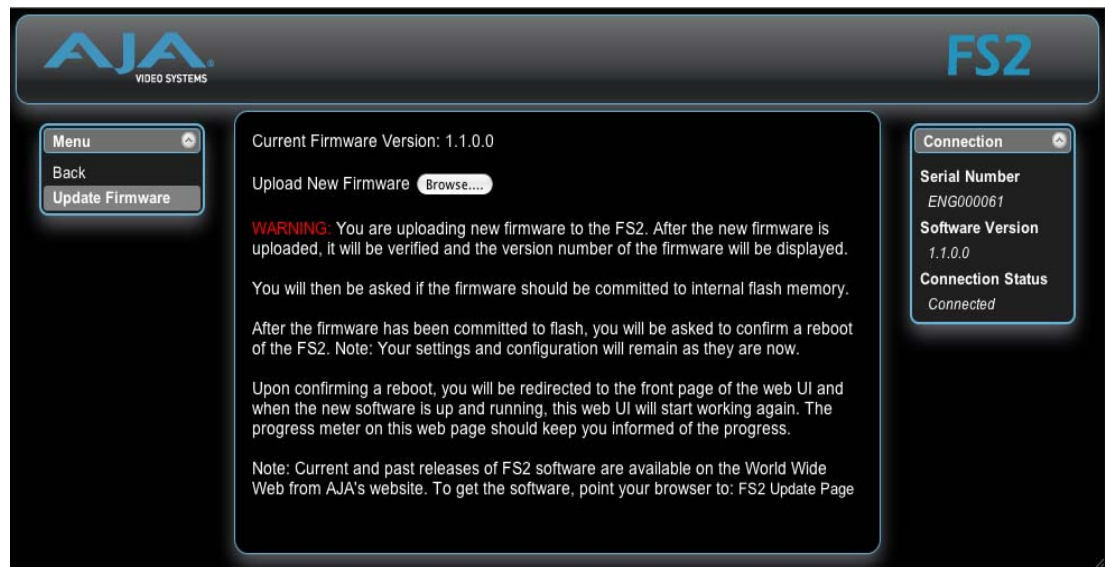 AJA
VIDEO SYSTEMS
FS2
Menu
Back
Update Firmware
Current Firmware Version: 1.1.0.0
Upload New Firmware Browse....
WARNING: You are uploading new firmware to the FS2. After the new firmware is
uploaded, it will be verified and the version number of the firmware will be displayed.
You will then be asked if the firmware should be committed to internal flash memory.
After the firmware has been committed to flash, you will be asked to confirm a reboot
of the FS2. Note: Your settings and configuration will remain as they are now.
Upon confirming a reboot, you will be redirected to the front page of the web UI and
when the new software is up and running, this web UI will start working again. The
progress meter on this web page should keep you informed of the progress.
Note: Current and past releases of FS2 software are available on the World Wide
Web from AJA's website. To get the software, point your browser to: FS2 Update Page
Connection
Serial Number
ENG000061
Software Version
1.1.0.0
Connection Status
Connected